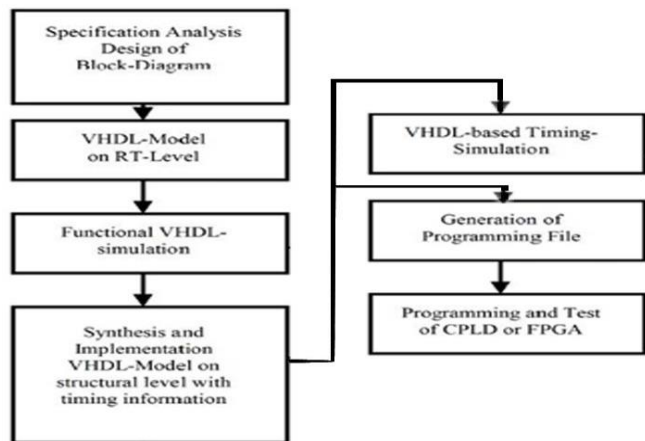 Specification Analysis
Design of
Block-Diagram
VHDL-Model
on RT-Level
Functional VHDL-
simulation
Synthesis and
Implementation
VHDL-Model on
structural level with
timing information
VHDL-based Timing-
Simulation
Generation of
Programming File
Programming and Test
of CPLD or FPGA